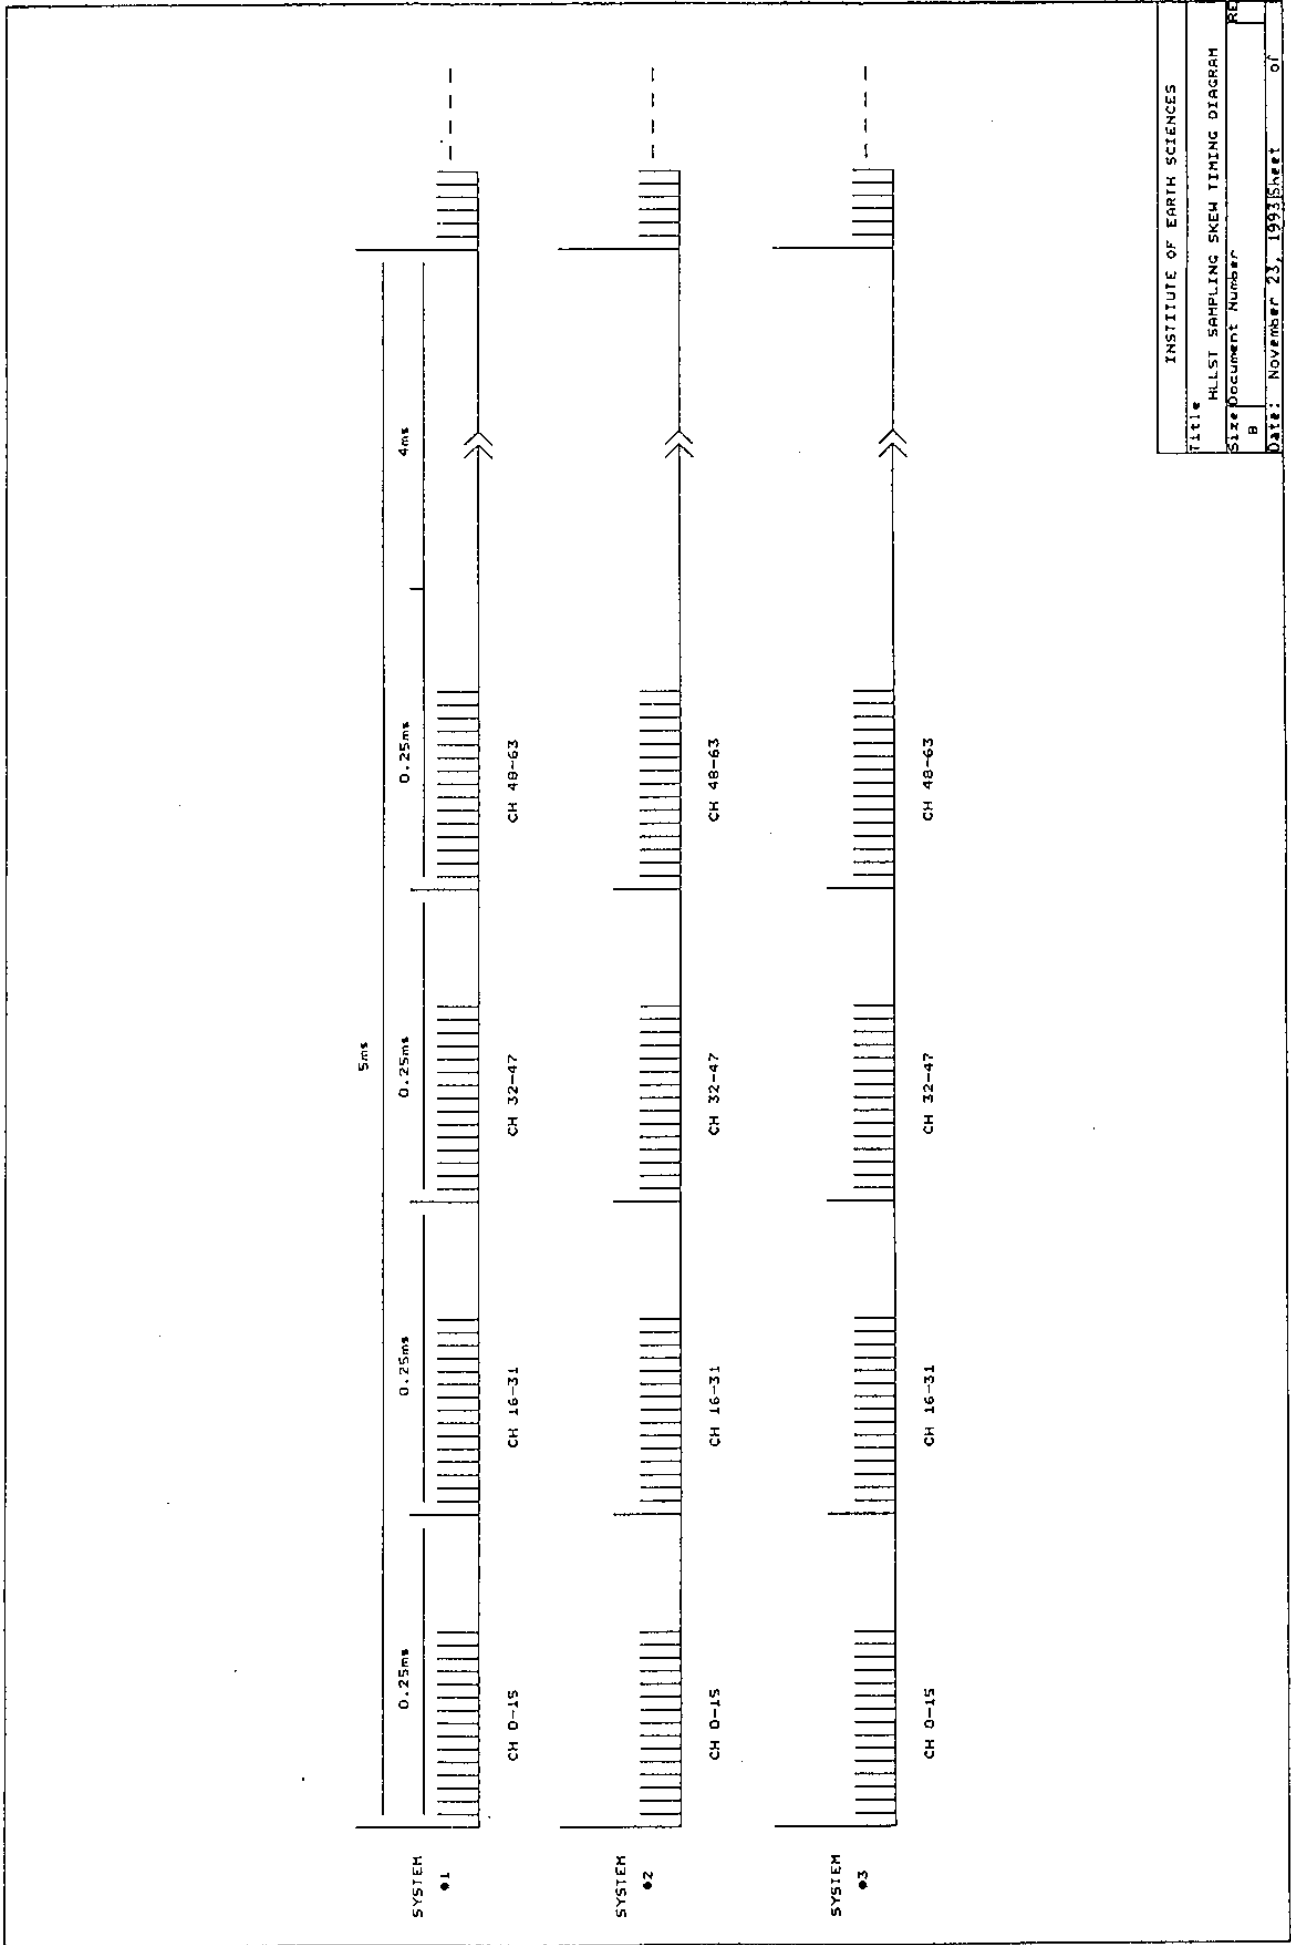 5ms
0.25ms 0.25ms 0.25ms 0.25ms 4ms
SYSTEM
#1
CH 0-15 CH 16-31 CH 32-47 CH 48-63
SYSTEM
#2
CH 0-15 CH 16-31 CH 32-47 CH 48-63
SYSTEM
#3
CH 0-15 CH 16-31 CH 32-47 CH 48-63
INSTITUTE OF EARTH SCIENCES
Title
HLLST SAMPLING SKEW TIMING DIAGRAM
Size Document Number RE
B
Date: November 23, 1993 Sheet of